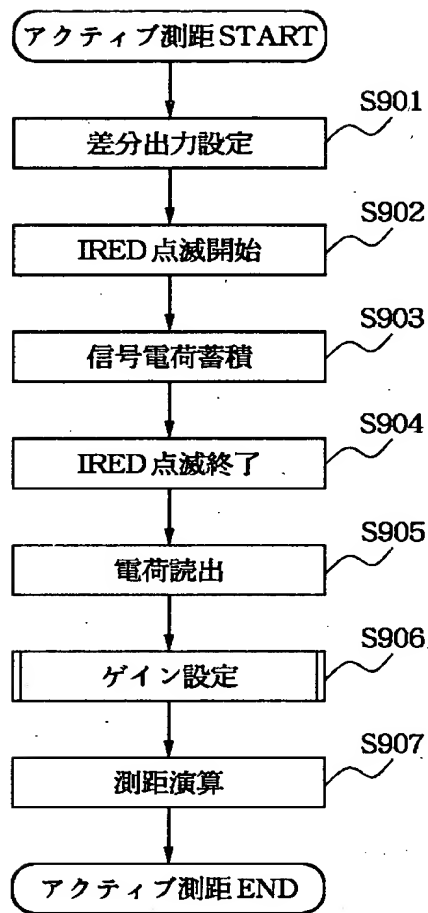 アクティブ測距START
S901
差分出力設定
S902
IRED点滅開始
S903
信号電荷蓄積
S904
IRED点滅終了
S905
電荷読出
S906
ゲイン設定
S907
測距演算
アクティブ測距END